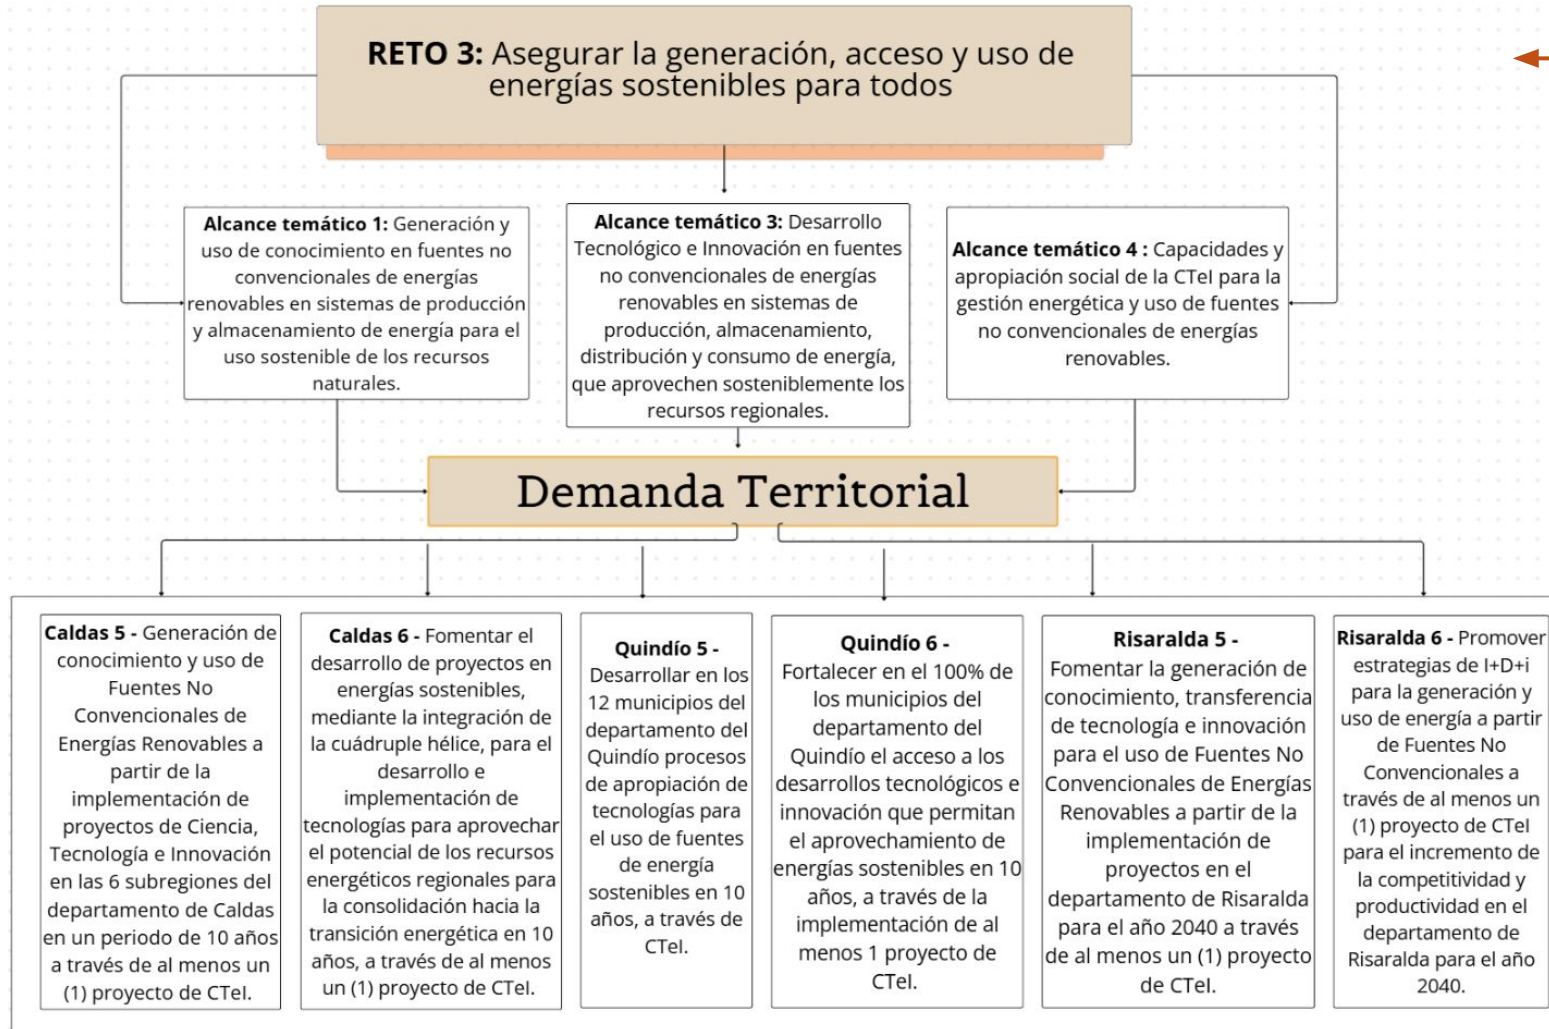 RETO 3: Asegurar la generación, acceso y uso de
energías sostenibles para todos
Alcance temático 1: Generación y
uso de conocimiento en fuentes no
convencionales de energías
renovables en sistemas de producción
y almacenamiento de energía para el
uso sostenible de los recursos
naturales.
Alcance temático 3: Desarrollo
Tecnológico e Innovación en fuentes
no convencionales de energías
renovables en sistemas de
producción, almacenamiento,
distribución y consumo de energía,
que aprovechen sosteniblemente los
recursos regionales.
Alcance temático 4 : Capacidades y
apropiación social de la CTeI para la
gestión energética y uso de fuentes
no convencionales de energías
renovables.
Demanda Territorial
Caldas 5 - Generación de
conocimiento y uso de
Fuentes No
Convencionales de
Energías Renovables a
partir de la
implementación de
proyectos de Ciencia,
Tecnología e Innovación
en las 6 subregiones del
departamento de Caldas
en un periodo de 10 años
a través de al menos un
(1) proyecto de CTeI.
Caldas 6 - Fomentar el
desarrollo de proyectos en
energías sostenibles,
mediante la integración de
la cuádruple hélice, para el
desarrollo e
implementación de
tecnologías para aprovechar
el potencial de los recursos
energéticos regionales para
la consolidación hacia la
transición energética en 10
años, a través de al menos
un (1) proyecto de CTeI.
Quindío 5 -
Desarrollar en los
12 municipios del
departamento del
Quindío procesos
de apropiación de
tecnologías para
el uso de fuentes
de energía
sostenibles en 10
años, a través de
CTeI.
Quindío 6 -
Fortalecer en el 100% de
los municipios del
departamento del
Quindío el acceso a los
desarrollos tecnológicos e
innovación que permitan
el aprovechamiento de
energías sostenibles en 10
años, a través de la
implementación de al
menos 1 proyecto de
CTeI.
Risaralda 5 -
Fomentar la generación de
conocimiento, transferencia
de tecnología e innovación
para el uso de Fuentes No
Convencionales de Energías
Renovables a partir de la
implementación de
proyectos en el
departamento de Risaralda
para el año 2040 a través
de al menos un (1) proyecto
de CTeI.
Risaralda 6 - Promover
estrategias de I+D+i
para la generación y
uso de energía a partir
de Fuentes No
Convencionales a
través de al menos un
(1) proyecto de CTeI
para el incremento de
la competitividad y
productividad en el
departamento de
Risaralda para el año
2040.